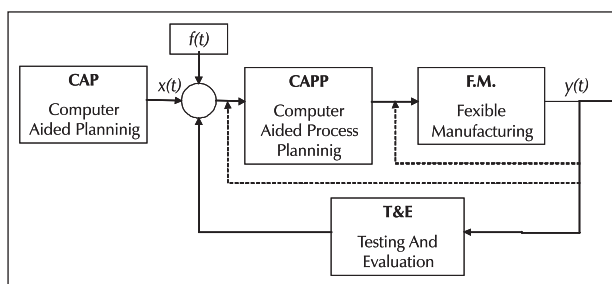 f(t)
CAP
Computer
Aided Planninig
x(t)
CAPP
Computer
Aided Process
Planninig
F.M.
Fexible
Manufacturing
y(t)
T&E
Testing And
Evaluation